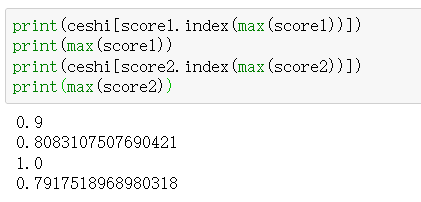 print(ceshi[score1.index(max(score1))])
print(max(score1))
print(ceshi[score2.index(max(score2))])
print(max(score2))
0.9
0.8083107507690421
1.0
0.7917518968980318